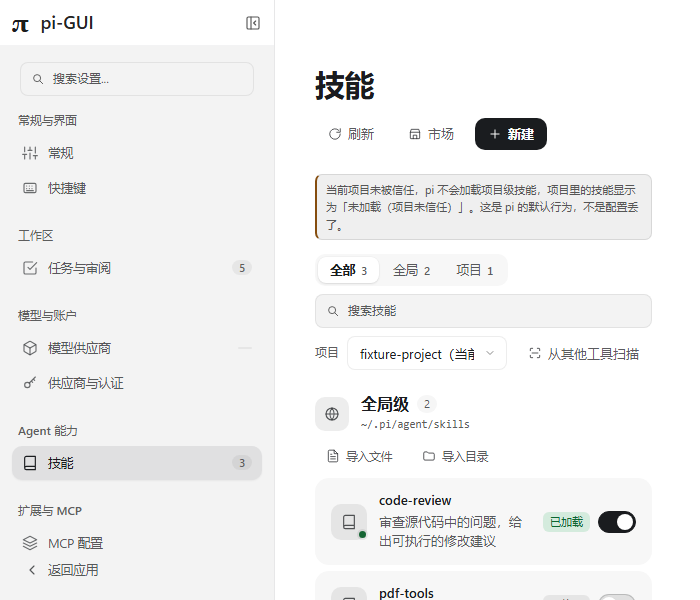 π pi-GUI
搜索设置...
常规与界面
常规
快捷键
工作区
任务与审阅 5
模型与账户
模型供应商
供应商与认证
Agent 能力
技能 3
扩展与 MCP
MCP 配置
返回应用
技能
刷新 市场 新建
当前项目未被信任，pi 不会加载项目级技能，项目里的技能显示
为「未加载（项目未信任）」。这是 pi 的默认行为，不是配置丢
了。
全部 3 全局 2 项目 1
搜索技能
项目 fixture-project（当前 从其他工具扫描
全局级 2
~/.pi/agent/skills
导入文件 导入目录
code-review
审查源代码中的问题，给
出可执行的修改建议
已加载
pdf-tools